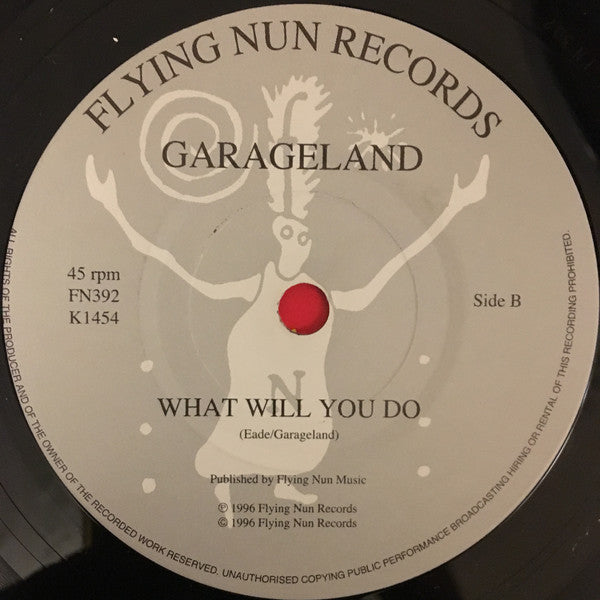 FLYING NUN RECORDS
GARAGELAND
45 rpm
FN392
K1454
Side B
N
WHAT WILL YOU DO
(Eade/Garageland)
Published by Flying Nun Music
℗ 1996 Flying Nun Records
© 1996 Flying Nun Records
ALL RIGHTS OF THE PRODUCER AND OF THE OWNER OF THE RECORDED WORK RESERVED. UNAUTHORISED COPYING PUBLIC PERFORMANCE BROADCASTING HIRING OR RENTAL OF THIS RECORDING PROHIBITED.